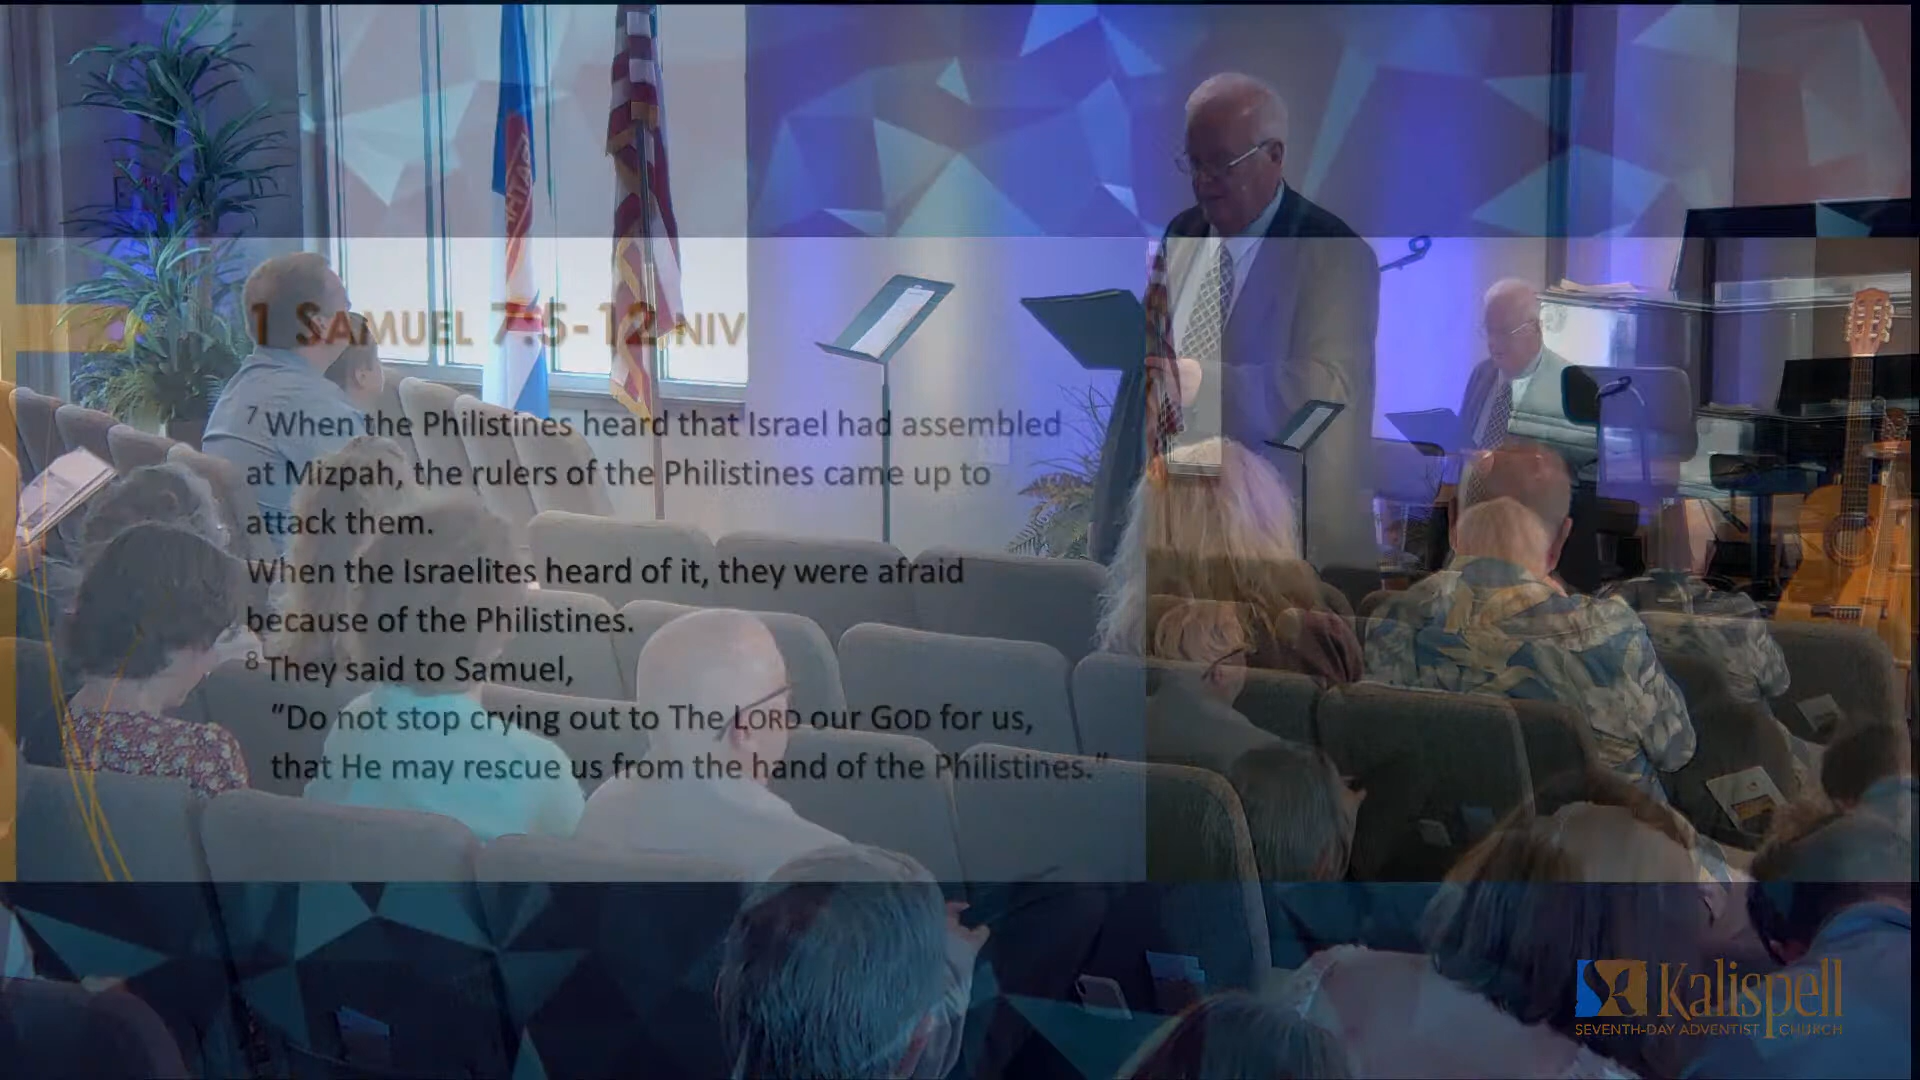 1 SAMUEL 7:5-12 NIV
7 When the Philistines heard that Israel had assembled
at Mizpah, the rulers of the Philistines came up to
attack them.
When the Israelites heard of it, they were afraid
because of the Philistines.
8 They said to Samuel,
“Do not stop crying out to The LORD our GOD for us,
that He may rescue us from the hand of the Philistines.”
Kalispell
SEVENTH-DAY ADVENTIST CHURCH